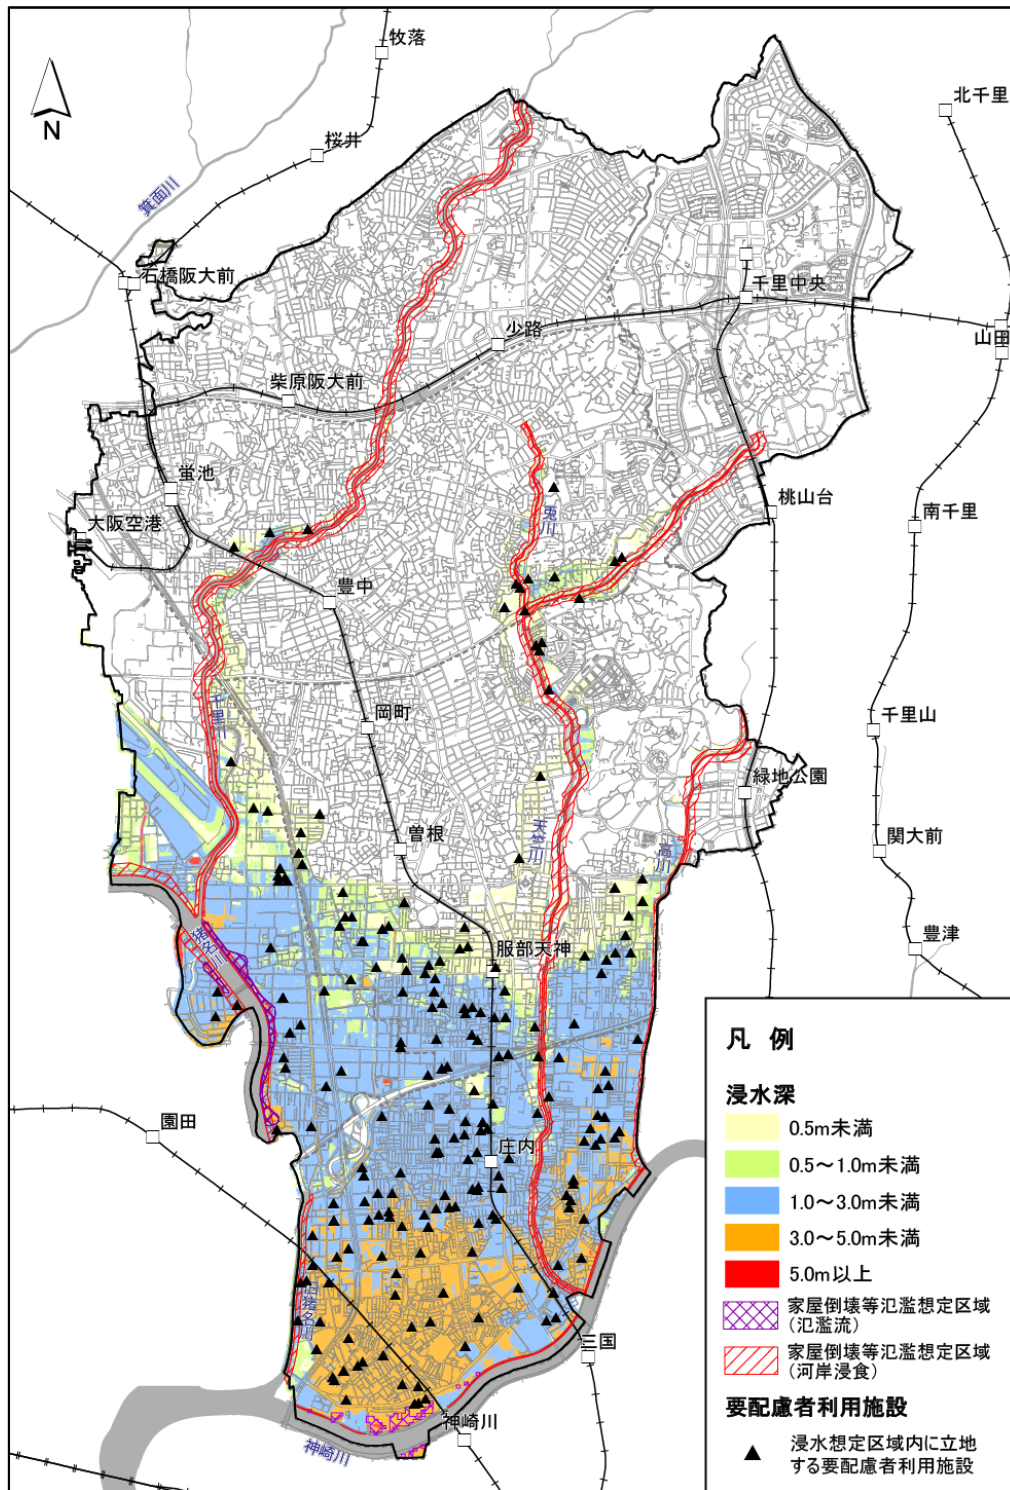 牧落
北千里
桜井
N
箕面川
石橋阪大前
千里中央
少路
山田
柴原阪大前
蛍池
桃山台
大阪空港
兎川
南千里
豊中
千里川
岡町
千里山
緑地公園
曽根
天竺川
高川
関大前
猪名川
服部天神
豊津
園田
庄内
旧猪名川
三国
神崎川
神崎川
凡 例
浸水深
0.5m未満
0.5～1.0m未満
1.0～3.0m未満
3.0～5.0m未満
5.0m以上
家屋倒壊等氾濫想定区域
（氾濫流）
家屋倒壊等氾濫想定区域
（河岸浸食）
要配慮者利用施設
浸水想定区域内に立地
する要配慮者利用施設